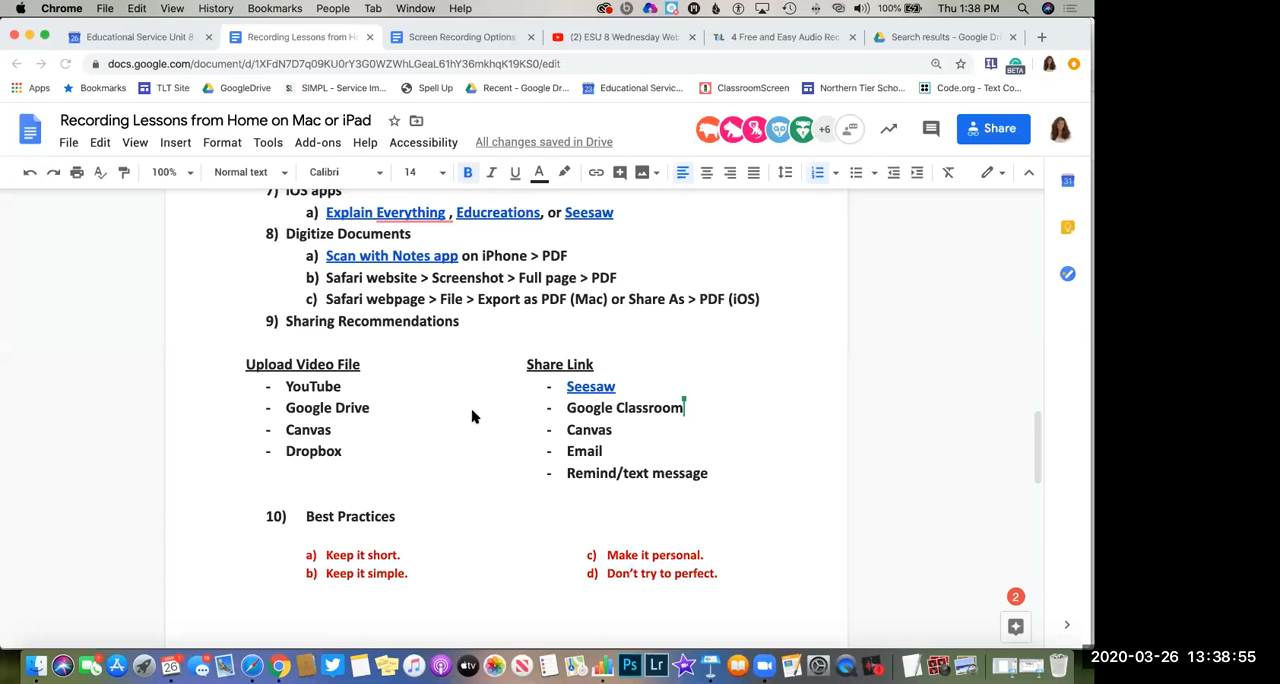 Chrome File Edit View History Bookmarks People Tab Window Help 100% Thu 1:38 PM
Educational Service Unit 8 Recording Lessons from H Screen Recording Options (2) ESU 8 Wednesday Web 4 Free and Easy Audio Rec Search results - Google Dri
docs.google.com/document/d/1XFdN7D7q09KU0rY3G0WZWhLGeaL61hY36mkhqK19KS0/edit
BETA
Apps Bookmarks TLT Site GoogleDrive SIMPL - Service Im... Spell Up Recent - Google Dr... Educational Servic... ClassroomScreen Northern Tier Scho... Code.org - Text Co...
Recording Lessons from Home on Mac or iPad
+6 Share
File Edit View Insert Format Tools Add-ons Help Accessibility All changes saved in Drive
100% Normal text Calibri 14 B I U A
7) iOS apps
a) Explain Everything , Educreations, or Seesaw
8) Digitize Documents
a) Scan with Notes app on iPhone > PDF
b) Safari website > Screenshot > Full page > PDF
c) Safari webpage > File > Export as PDF (Mac) or Share As > PDF (iOS)
9) Sharing Recommendations
Upload Video File Share Link
- YouTube - Seesaw
- Google Drive - Google Classroom
- Canvas - Canvas
- Dropbox - Email
- Remind/text message
10) Best Practices
a) Keep it short. c) Make it personal.
b) Keep it simple. d) Don't try to perfect.
2
2020-03-26 13:38:55